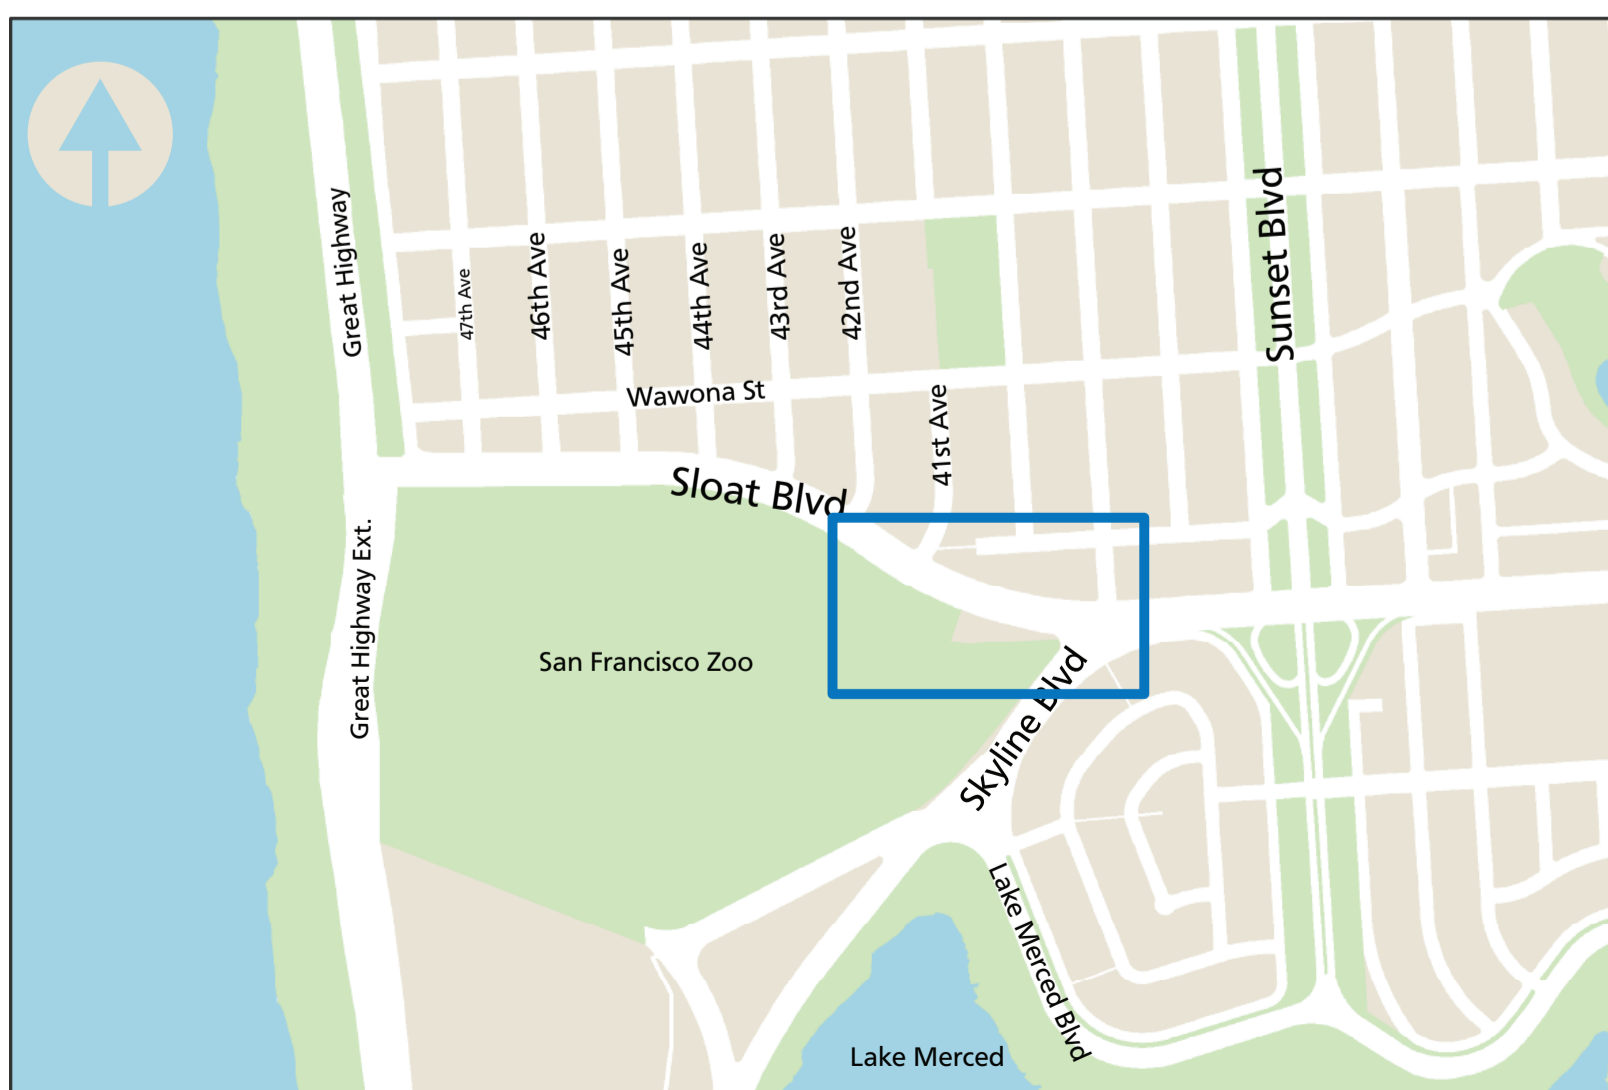 Great Highway
47th Ave
46th Ave
45th Ave
44th Ave
43rd Ave
42nd Ave
Sunset Blvd
Wawona St
41st Ave
Sloat Blvd
Great Highway Ext.
San Francisco Zoo
Skyline Blvd
Lake Merced Blvd
Lake Merced